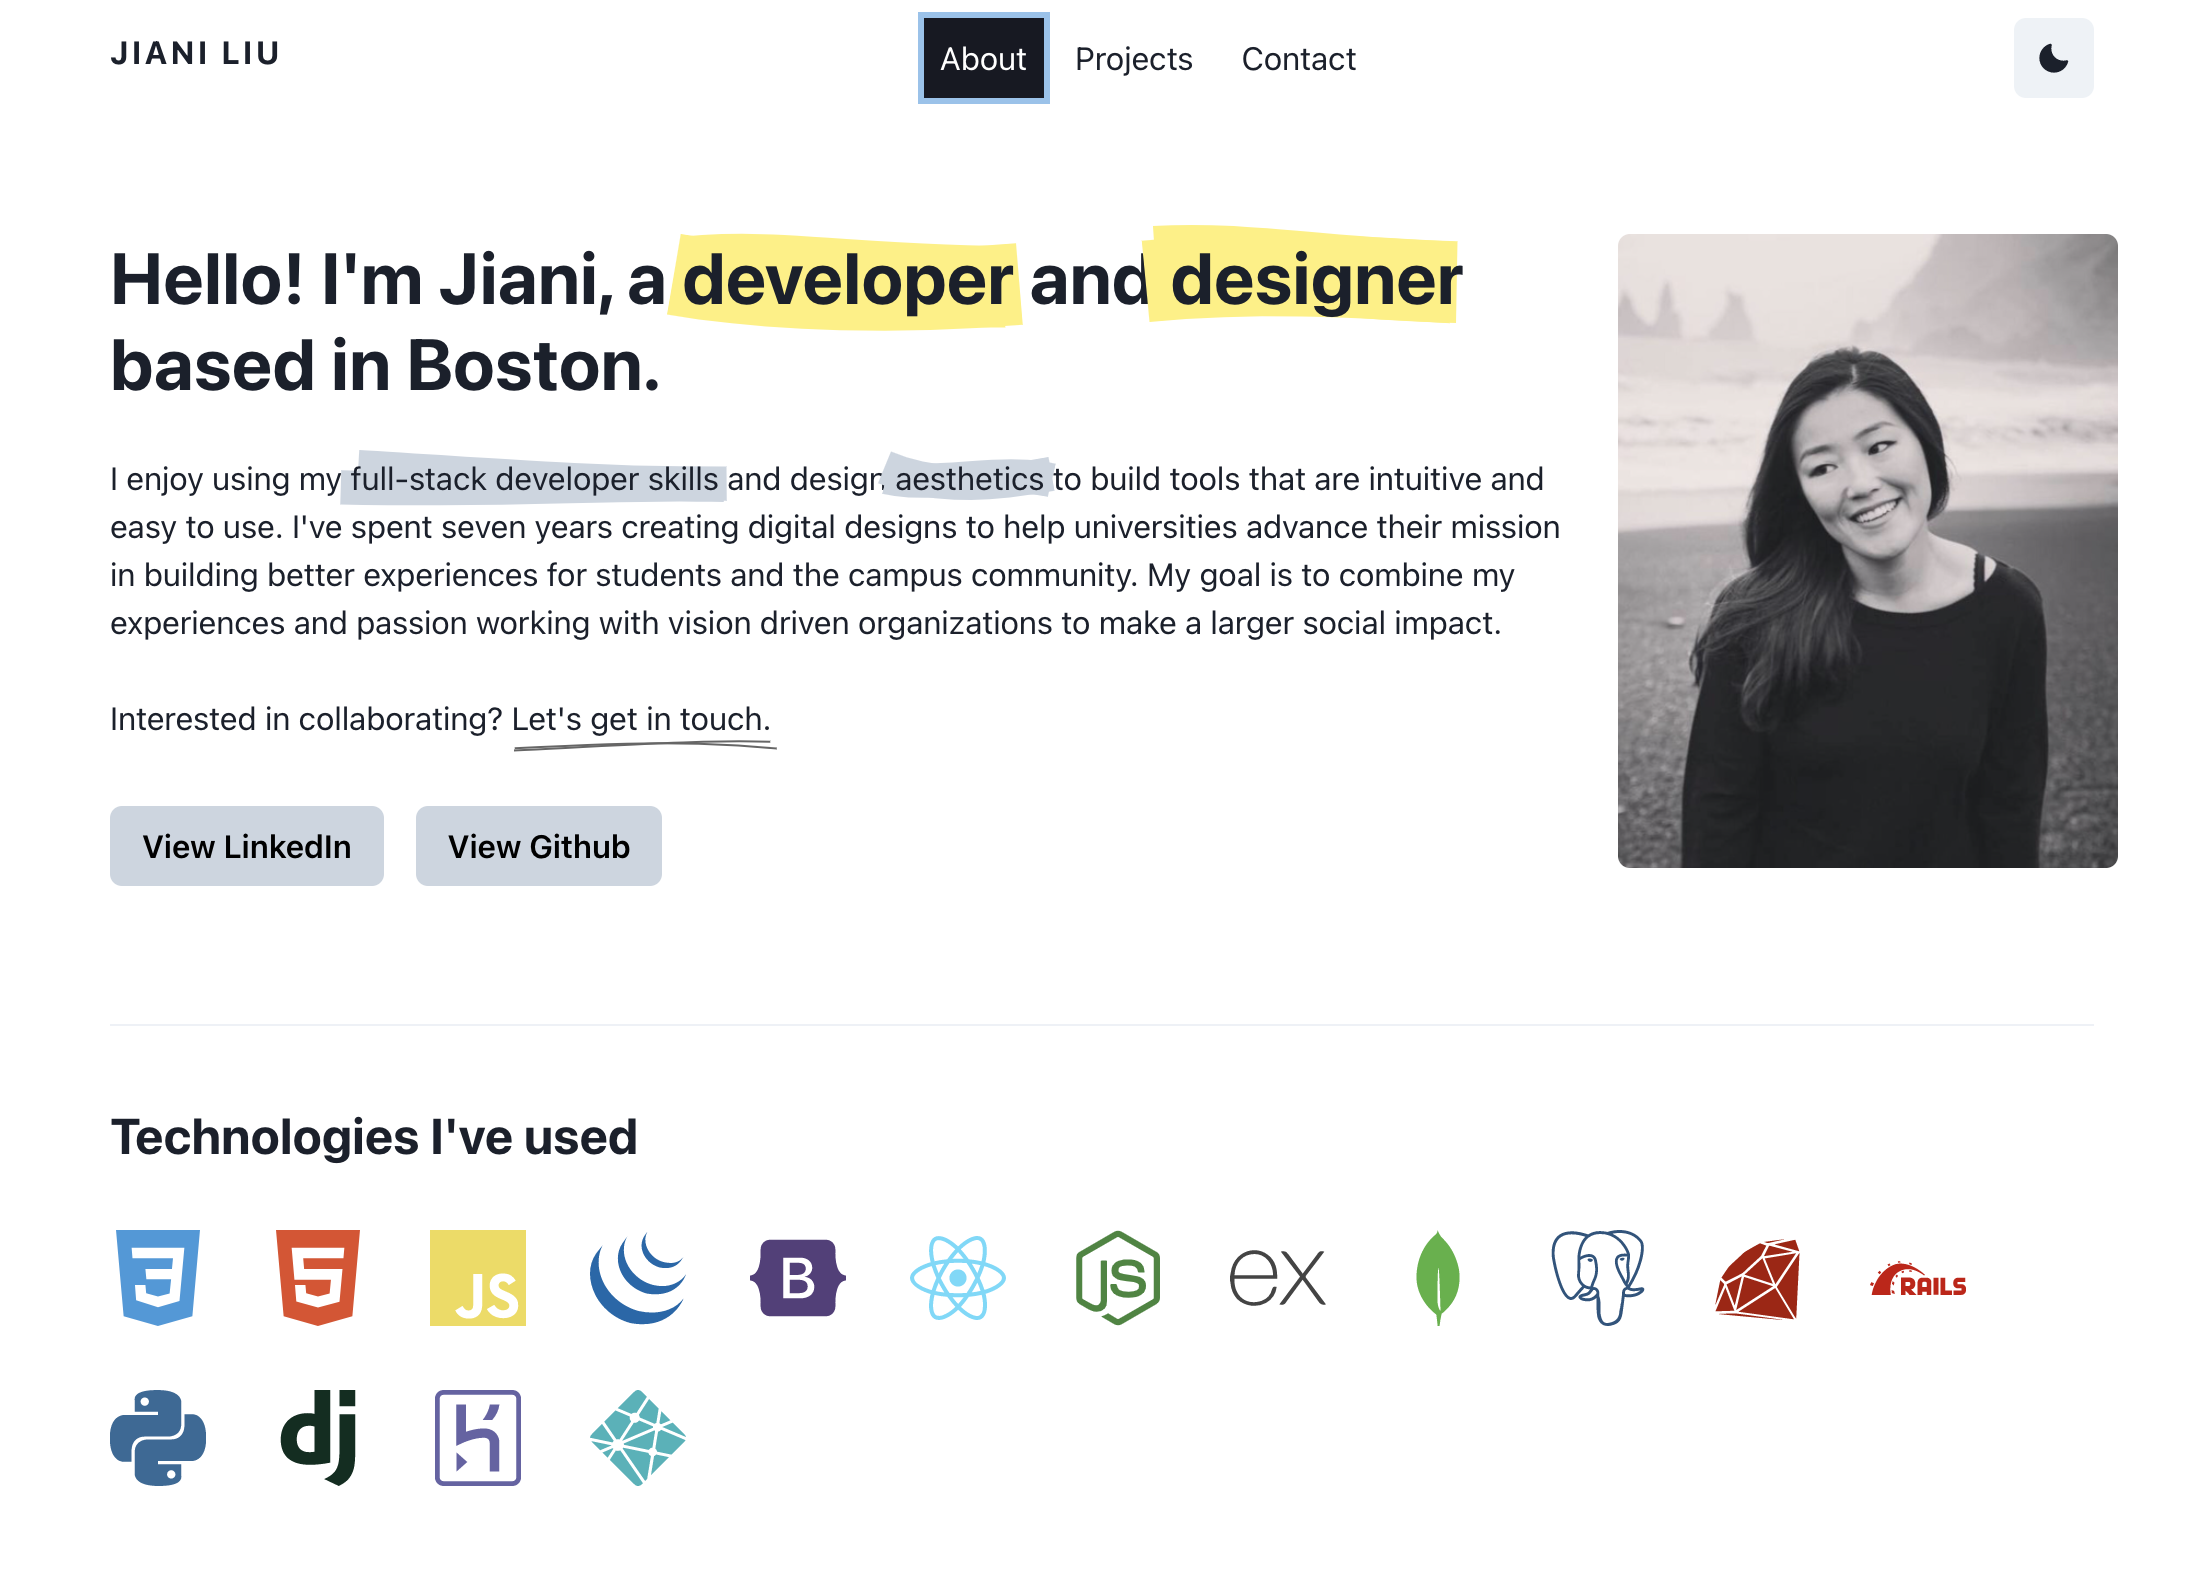 JIANI LIU
About Projects Contact
Hello! I'm Jiani, a developer and designer
based in Boston.
I enjoy using my full-stack developer skills and design aesthetics to build tools that are intuitive and
easy to use. I've spent seven years creating digital designs to help universities advance their mission
in building better experiences for students and the campus community. My goal is to combine my
experiences and passion working with vision driven organizations to make a larger social impact.
Interested in collaborating? Let's get in touch.
View LinkedIn View Github
Technologies I've used
3 5 JS B JS ex RAILS
dj